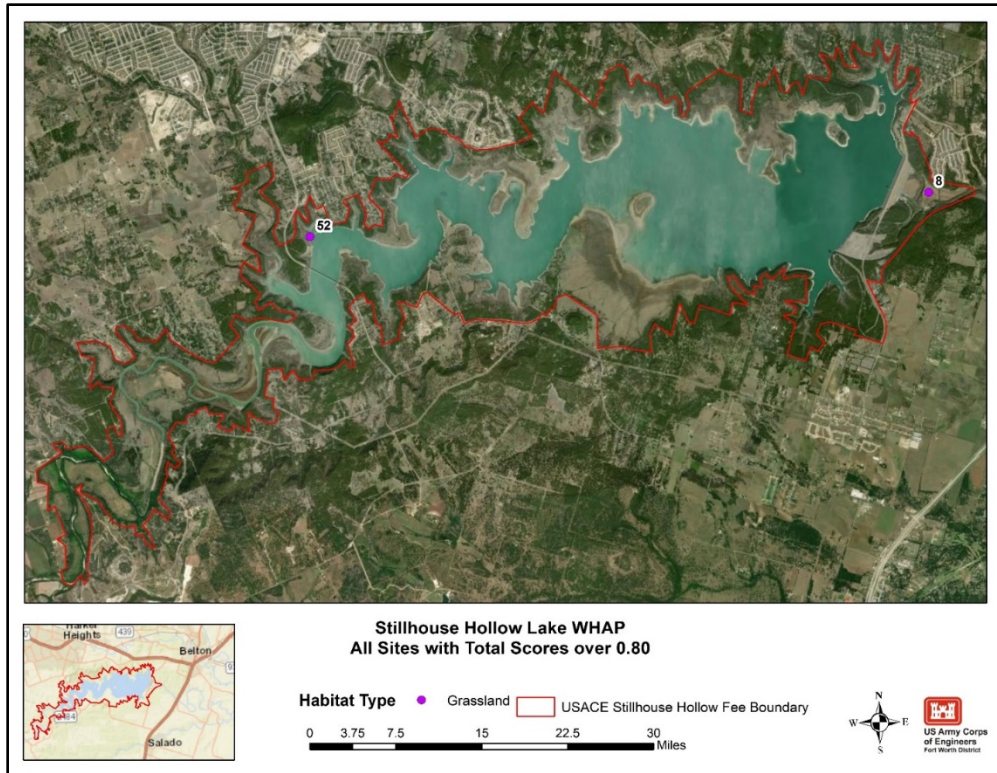 52
8
Stillhouse Hollow Lake WHAP
All Sites with Total Scores over 0.80
Habitat Type
Grassland
USACE Stillhouse Hollow Fee Boundary
0 3.75 7.5 15 22.5 30
Miles
Heights
439
Belton
Salado
N
W E
S
US Army Corps
of Engineers
Fort Worth District